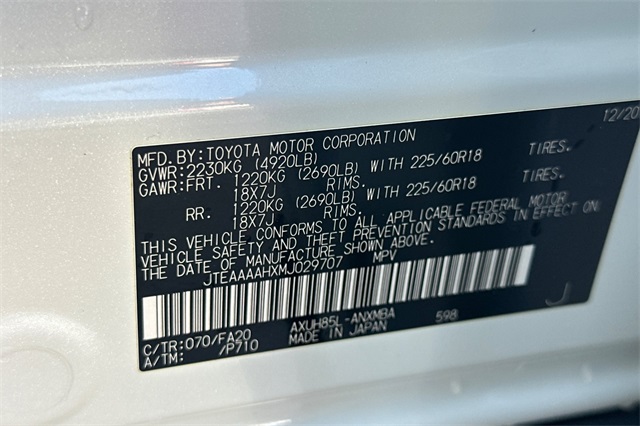 12/20
MFD.BY:TOYOTA MOTOR CORPORATION
GVWR:2230KG (4920LB)
GAWR:FRT. 1220KG (2690LB) WITH 225/60R18 TIRES.
18X7J RIMS.
RR. 1220KG (2690LB) WITH 225/60R18 TIRES.
18X7J RIMS.
THIS VEHICLE CONFORMS TO ALL APPLICABLE FEDERAL MOTOR
VEHICLE SAFETY AND THEFT PREVENTION STANDARDS IN EFFECT ON
THE DATE OF MANUFACTURE SHOWN ABOVE.
JTEAAAAHXMJ029707 MPV
C/TR:070/FA20 AXUH85L-ANXMBA 598 J
A/TM: /P710 MADE IN JAPAN